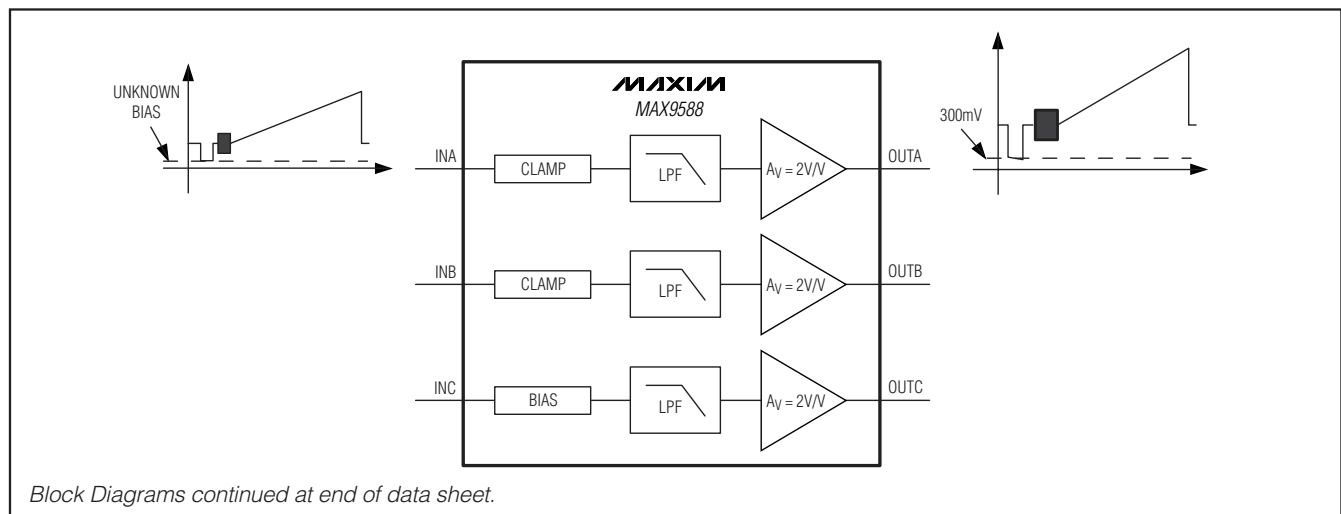 UNKNOWN
BIAS
MAXIM
MAX9588
300mV
INA
CLAMP
LPF
AV = 2V/V
OUTA
INB
CLAMP
LPF
AV = 2V/V
OUTB
INC
BIAS
LPF
AV = 2V/V
OUTC
Block Diagrams continued at end of data sheet.